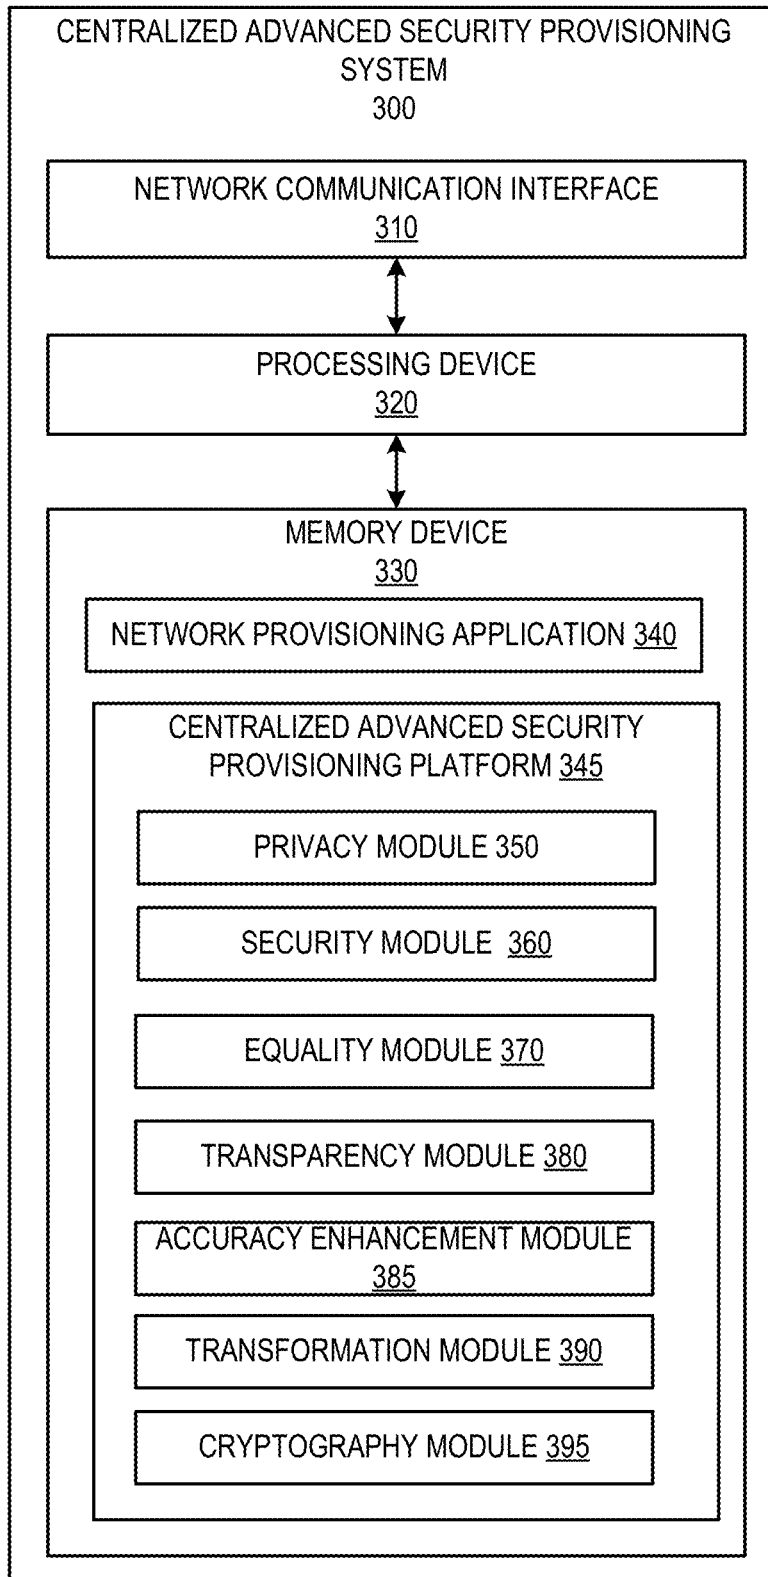 CENTRALIZED ADVANCED SECURITY PROVISIONING
SYSTEM
300
NETWORK COMMUNICATION INTERFACE
310
PROCESSING DEVICE
320
MEMORY DEVICE
330
NETWORK PROVISIONING APPLICATION 340
CENTRALIZED ADVANCED SECURITY
PROVISIONING PLATFORM 345
PRIVACY MODULE 350
SECURITY MODULE 360
EQUALITY MODULE 370
TRANSPARENCY MODULE 380
ACCURACY ENHANCEMENT MODULE
385
TRANSFORMATION MODULE 390
CRYPTOGRAPHY MODULE 395